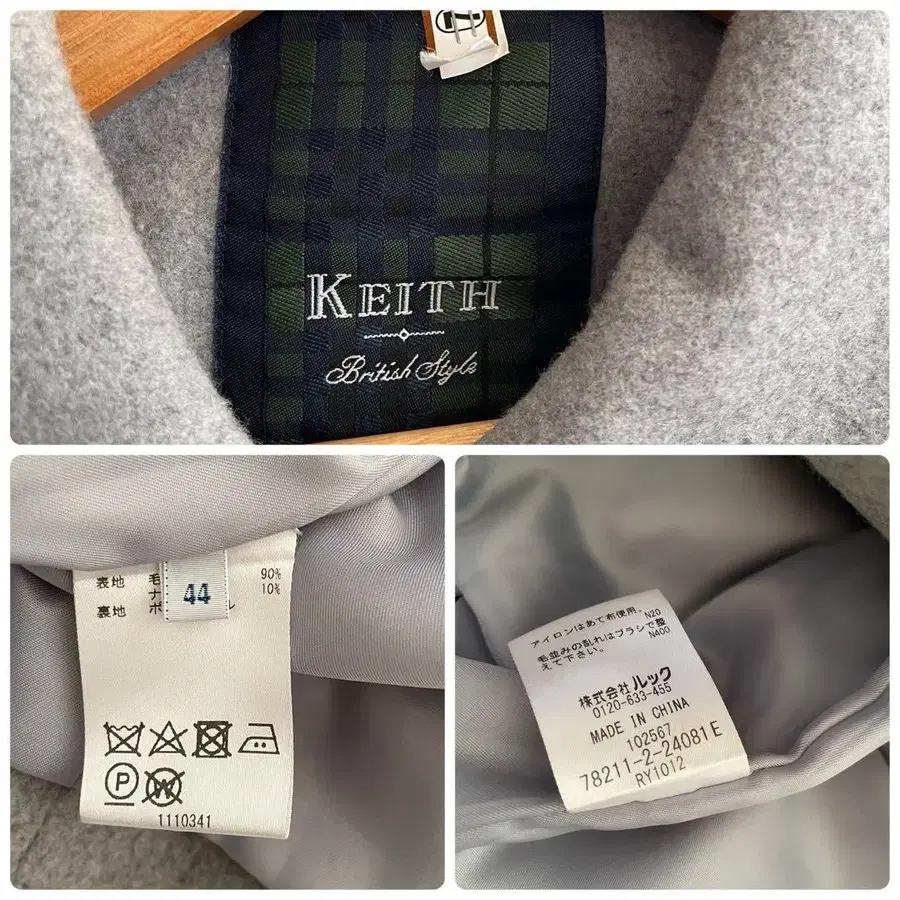 KEITH
British Style
表地 毛 90%
ナ 10%
裏地 ポ ル
44
P W
1110341
アイロンはあて布使用。 N20
毛並みの乱れはブラシで整 N400
えて下さい。
株式会社ルック
0120-633-455
MADE IN CHINA
102567
78211-2-24081E
RY1012